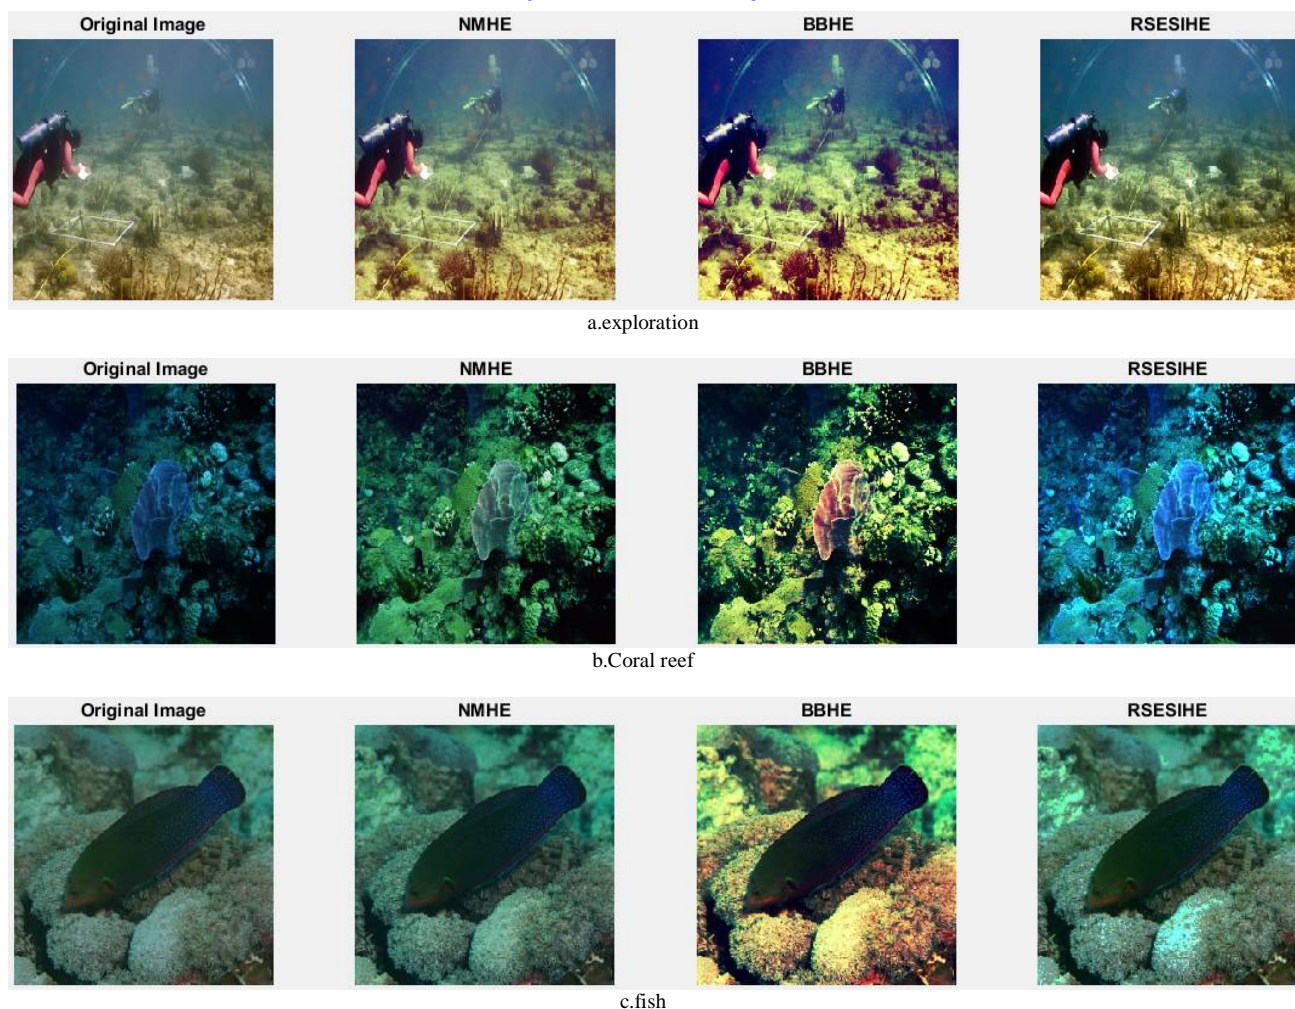 Original Image NMHE BBHE RSESIHE
a.exploration
Original Image NMHE BBHE RSESIHE
b.Coral reef
Original Image NMHE BBHE RSESIHE
c.fish